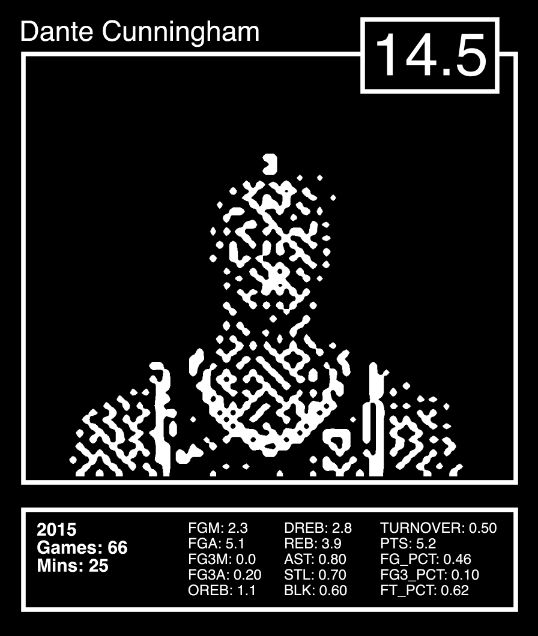 Dante Cunningham
14.5
2015
Games: 66
Mins: 25
FGM: 2.3
FGA: 5.1
FG3M: 0.0
FG3A: 0.20
OREB: 1.1
DREB: 2.8
REB: 3.9
AST: 0.80
STL: 0.70
BLK: 0.60
TURNOVER: 0.50
PTS: 5.2
FG_PCT: 0.46
FG3_PCT: 0.10
FT_PCT: 0.62